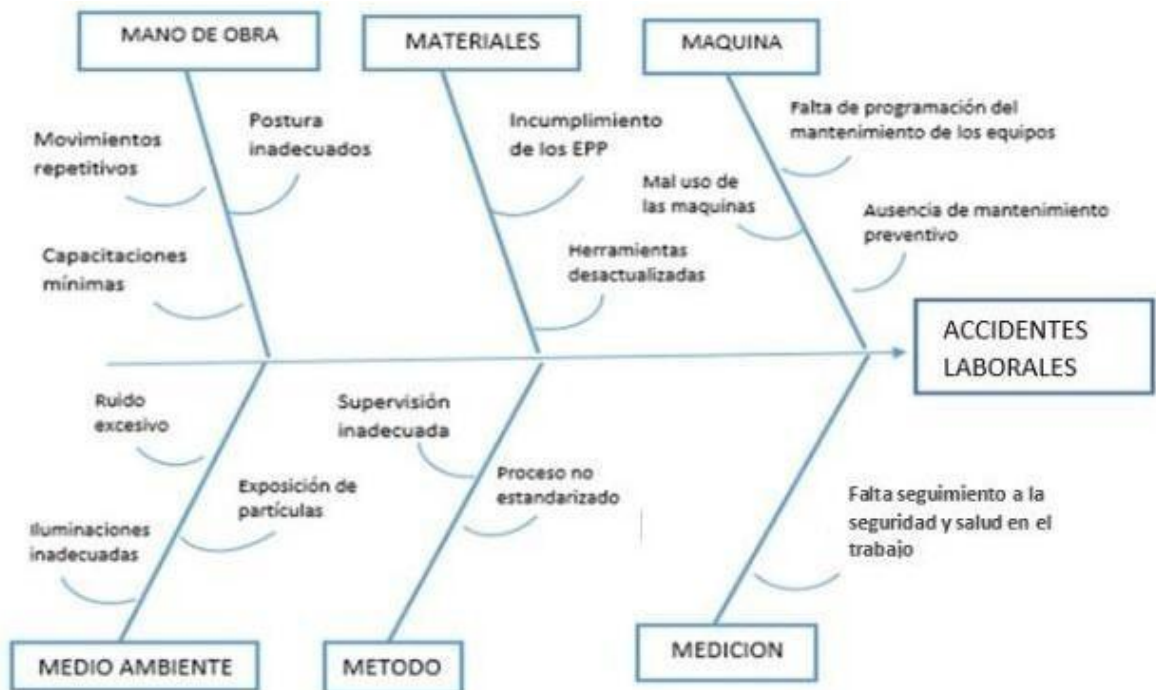 MANO DE OBRA
MATERIALES
MAQUINA
Movimientos
repetitivos
Postura
inadecuados
Capacitaciones
mínimas
Incumplimiento
de los EPP
Herramientas
desactualizadas
Falta de programación del
mantenimiento de los equipos
Mal uso de
las maquinas
Ausencia de mantenimiento
preventivo
ACCIDENTES
LABORALES
Ruido
excesivo
Exposición de
partículas
Iluminaciones
inadecuadas
Supervisión
inadecuada
Proceso no
estandarizado
Falta seguimiento a la
seguridad y salud en el
trabajo
MEDIO AMBIENTE
METODO
MEDICION